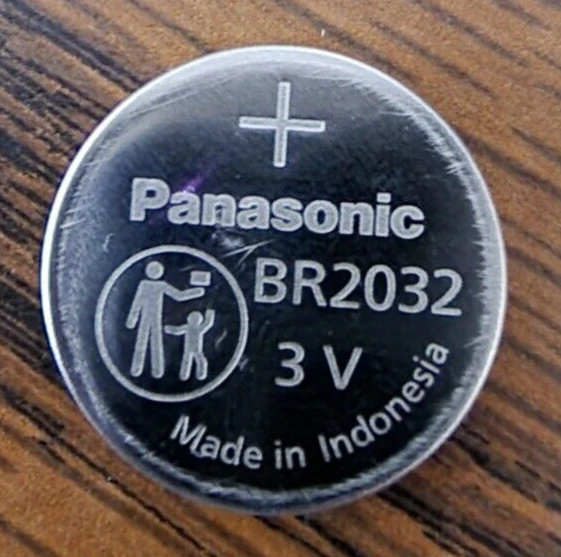 +
Panasonic
BR2032
3 V
Made in Indonesia